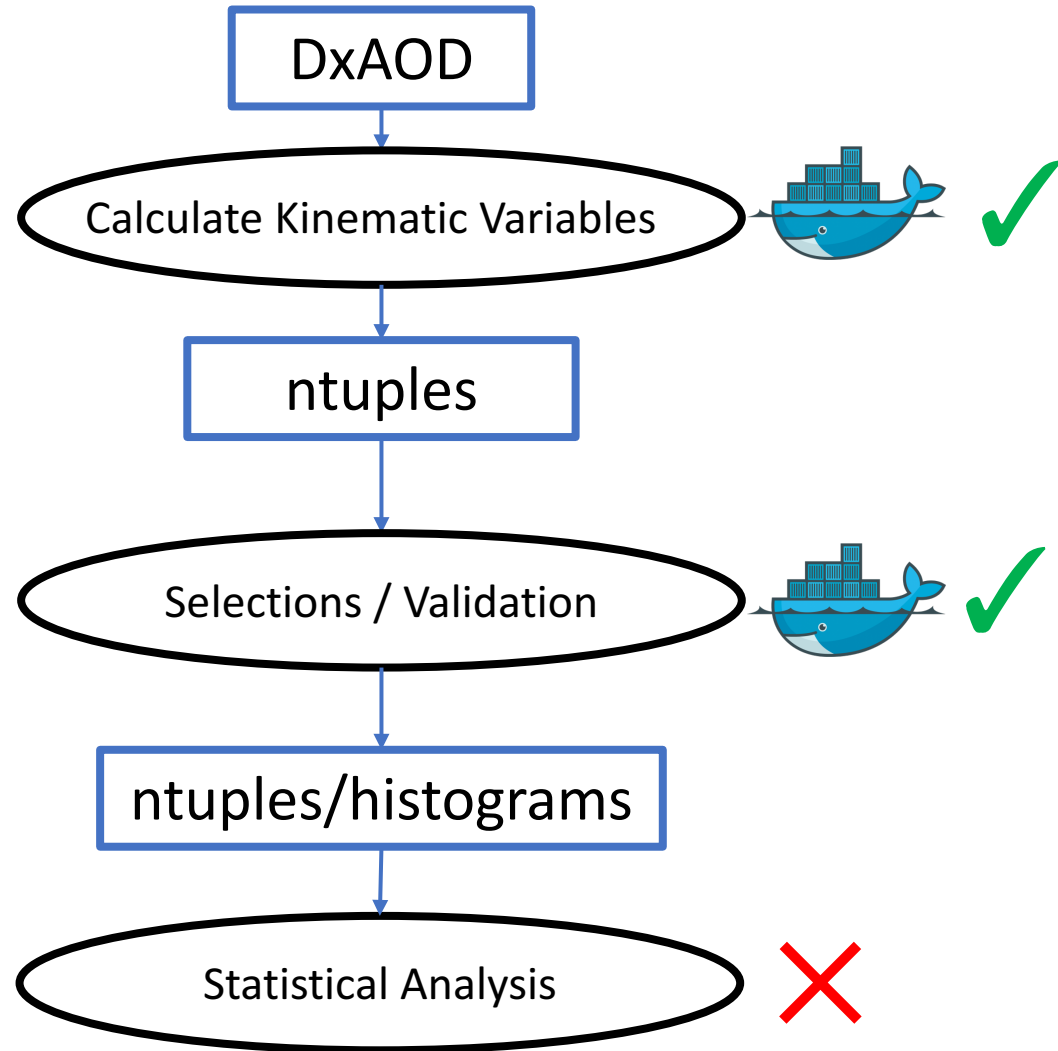 DxAOD
Calculate Kinematic Variables
ntuples
Selections / Validation
ntuples/histograms
Statistical Analysis